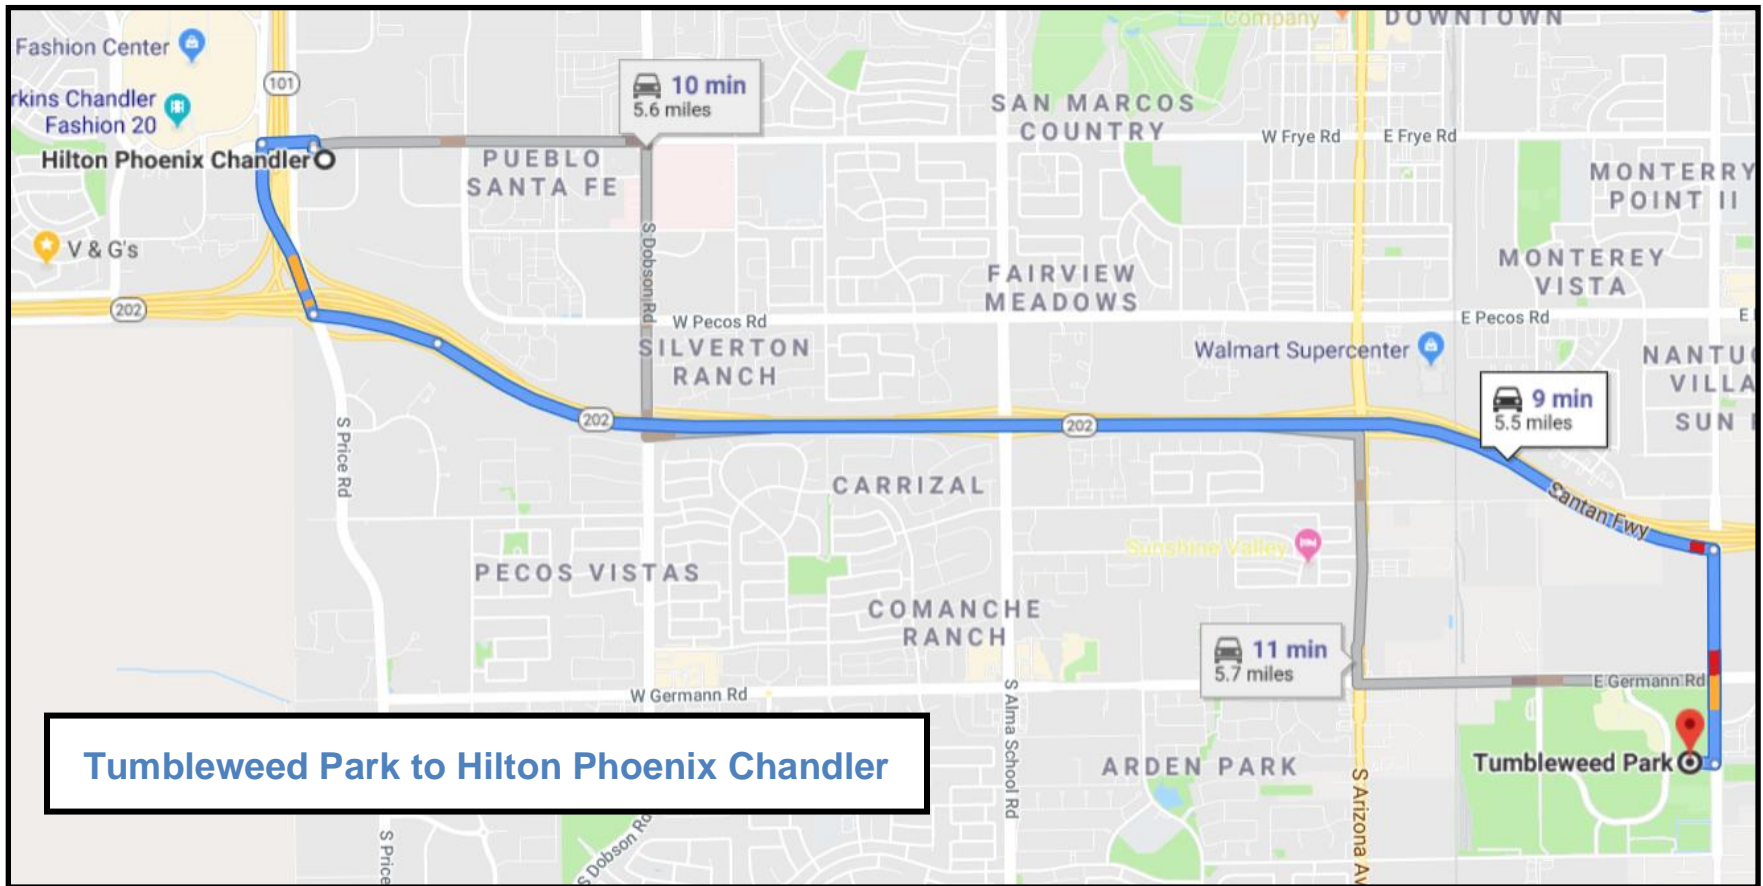 Company
DOWNTOWN
Fashion Center
101
10 min
5.6 miles
rkins Chandler
Fashion 20
SAN MARCOS
COUNTRY
W Frye Rd
E Frye Rd
Hilton Phoenix Chandler
PUEBLO
SANTA FE
MONTERRY
POINT II
V & G's
S Dobson Rd
FAIRVIEW
MEADOWS
MONTEREY
VISTA
202
W Pecos Rd
E Pecos Rd
E
SILVERTON
RANCH
Walmart Supercenter
NANTU
VILLA
SUN
9 min
5.5 miles
202
202
S Price Rd
CARRIZAL
Santan Fwy
Sunshine Valley
PECOS VISTAS
COMANCHE
RANCH
11 min
5.7 miles
W Germann Rd
E Germann Rd
S Alma School Rd
Tumbleweed Park to Hilton Phoenix Chandler
ARDEN PARK
Tumbleweed Park
S Arizona Av
S Price
S Dobson Rd